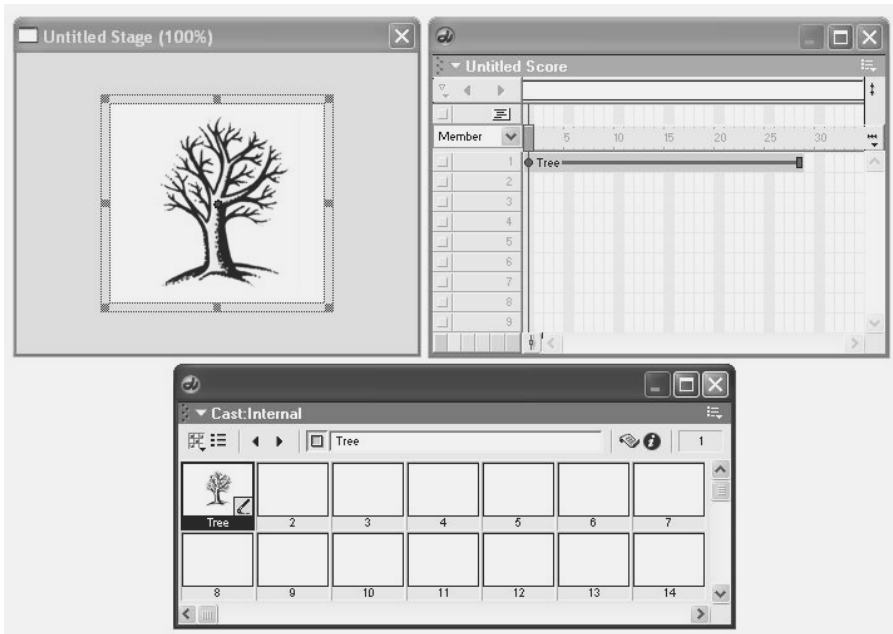 Untitled Stage (100%)
Untitled Score
Member
5 10 15 20 25 30
1 Tree
2
3
4
5
6
7
8
9
Cast:Internal
Tree 1
Tree 2 3 4 5 6 7
8 9 10 11 12 13 14